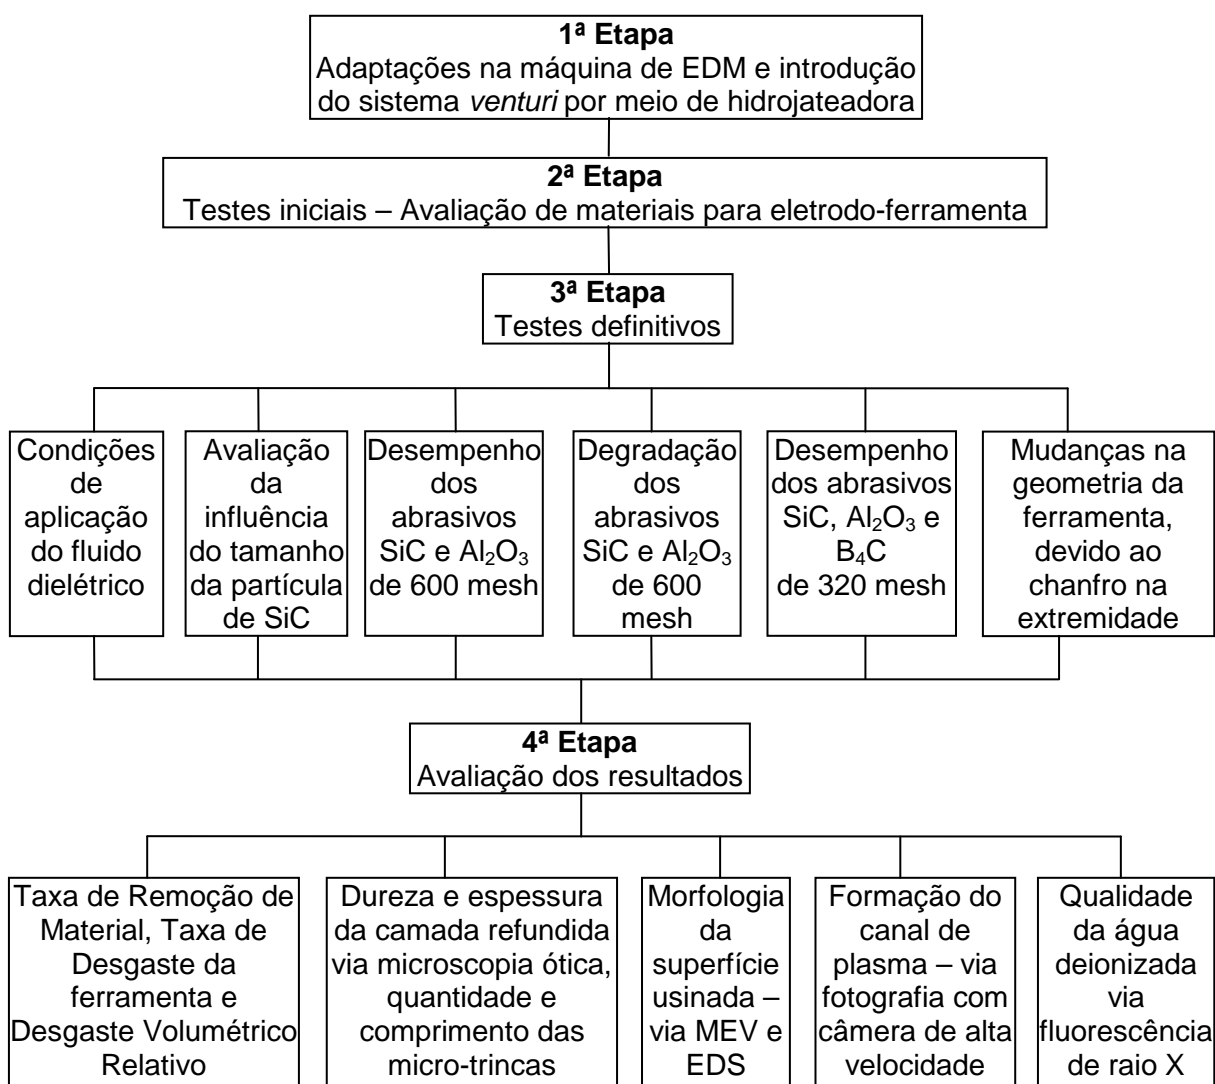 1ª Etapa
Adaptações na máquina de EDM e introdução
do sistema venturi por meio de hidrojateadora
2ª Etapa
Testes iniciais – Avaliação de materiais para eletrodo-ferramenta
3ª Etapa
Testes definitivos
Condições
de
aplicação
do fluido
dielétrico
Avaliação
da
influência
do tamanho
da partícula
de SiC
Desempenho
dos
abrasivos
SiC e Al₂O₃
de 600 mesh
Degradação
dos
abrasivos
SiC e Al₂O₃
de 600
mesh
Desempenho
dos abrasivos
SiC, Al₂O₃ e
B₄C
de 320 mesh
Mudanças na
geometria da
ferramenta,
devido ao
chanfro na
extremidade
4ª Etapa
Avaliação dos resultados
Taxa de Remoção de
Material, Taxa de
Desgaste da
ferramenta e
Desgaste Volumétrico
Relativo
Dureza e espessura
da camada refundida
via microscopia ótica,
quantidade e
comprimento das
micro-trincas
Morfologia
da
superfície
usinada –
via MEV e
EDS
Formação do
canal de
plasma – via
fotografia com
câmera de alta
velocidade
Qualidade
da água
deionizada
via
fluorescência
de raio X